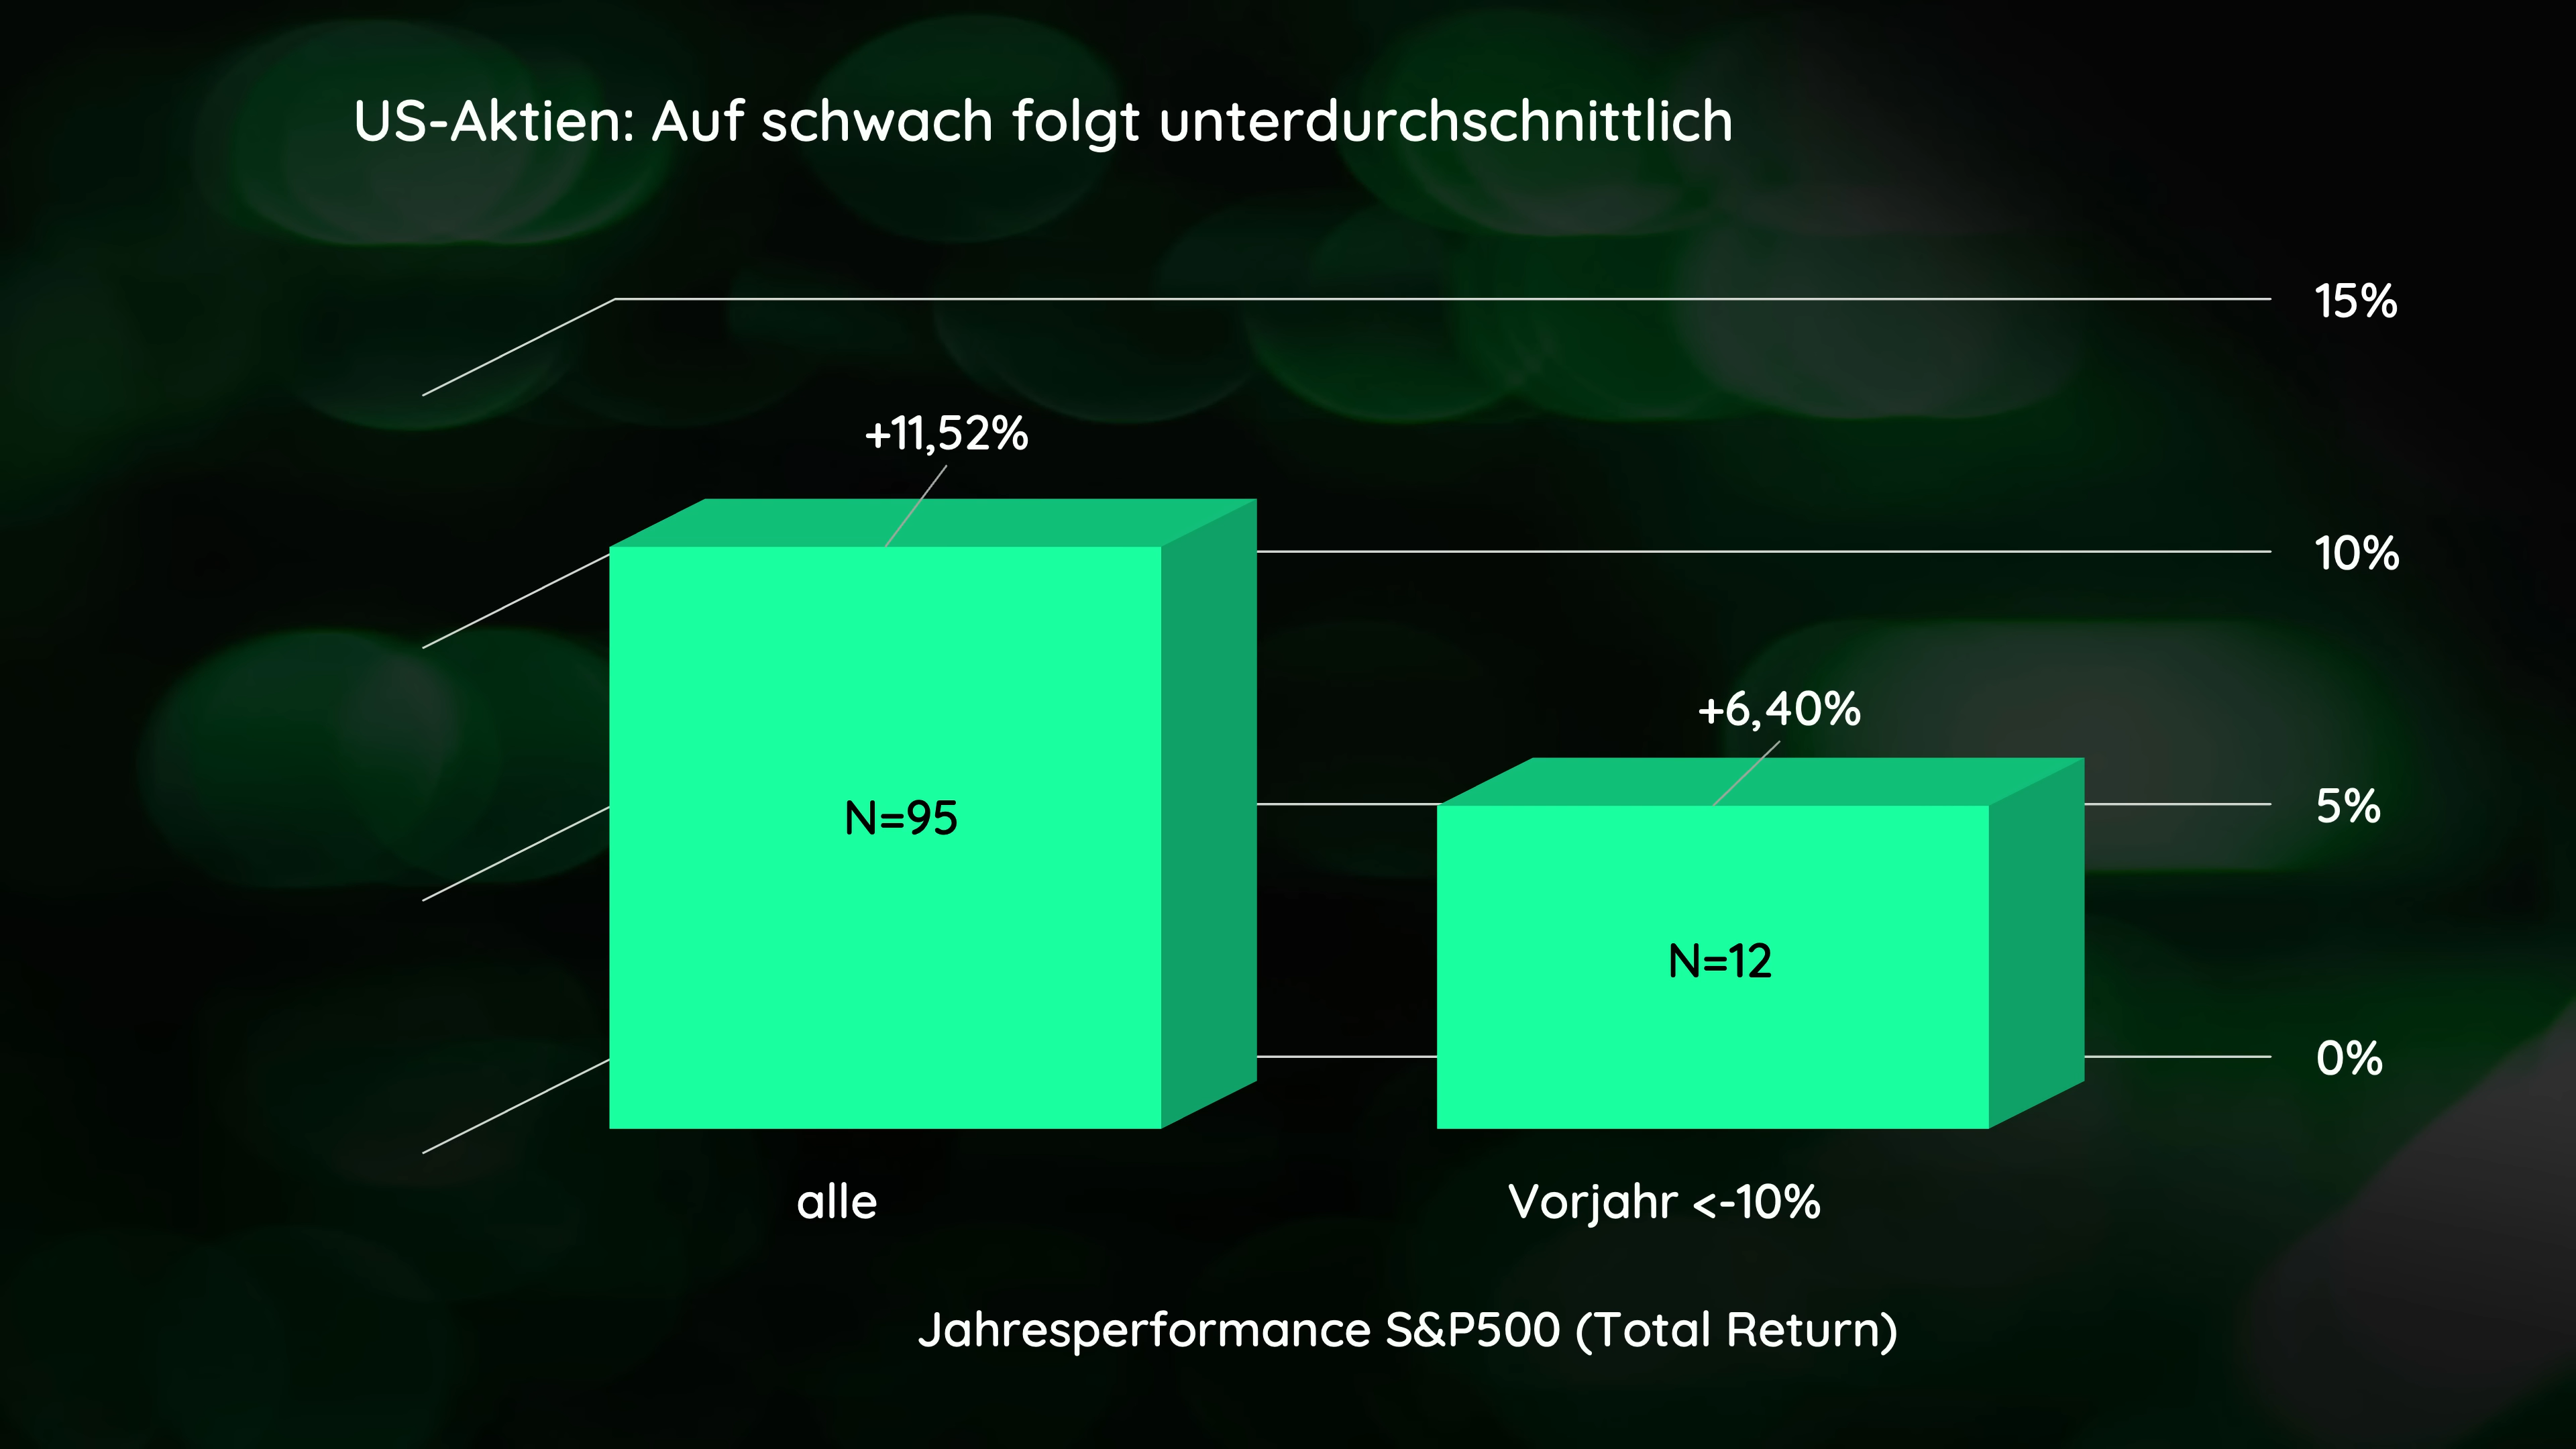 US-Aktien: Auf schwach folgt unterdurchschnittlich
15%
+11,52%
10%
+6,40%
5%
N=95
N=12
0%
alle
Vorjahr <-10%
Jahresperformance S&P500 (Total Return)